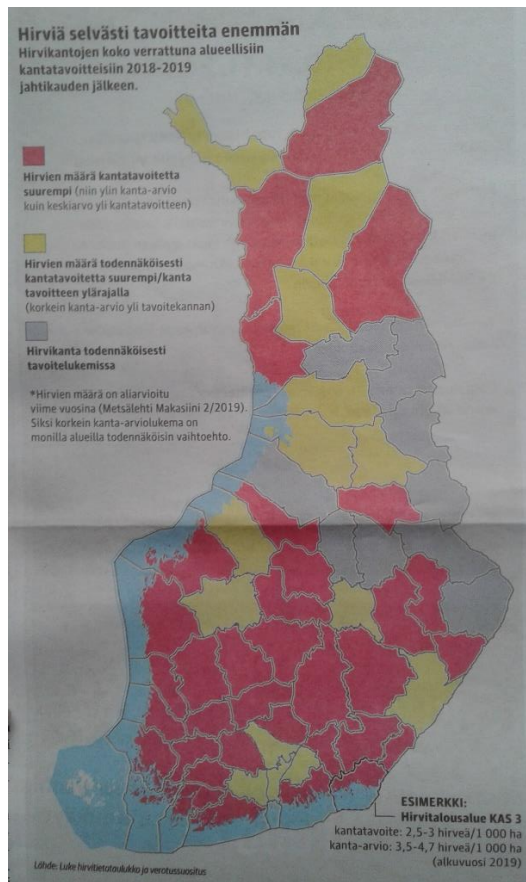 Hirviä selvästi tavoitteita enemmän
Hirvikantojen koko verrattuna alueellisiin
kantatavoitteisiin 2018-2019
jahtikauden jälkeen.
Hirvien määrä kantatavoitetta
suurempi (niin ylin kanta-arvio
kuin keskiarvo yli kantatavoitteen)
Hirvien määrä todennäköisesti
kantatavoitetta suurempi/kanta
tavoitteen ylärajalla
(korkein kanta-arvio yli tavoitekannan)
Hirvikanta todennäköisesti
tavoitelukemissa
*Hirvien määrä on aliarvioitu
viime vuosina (Metsälehti Makasiini 2/2019).
Siksi korkein kanta-arviolukema on
monilla alueilla todennäköisin vaihtoehto.
ESIMERKKI:
Hirvitalousalue KAS 3
kantatavoite: 2,5-3 hirveä/1 000 ha
kanta-arvio: 3,5-4,7 hirveä/1 000 ha
(alkuvuosi 2019)
Lähde: Luke hirvitietotaulukko ja verotussuositus